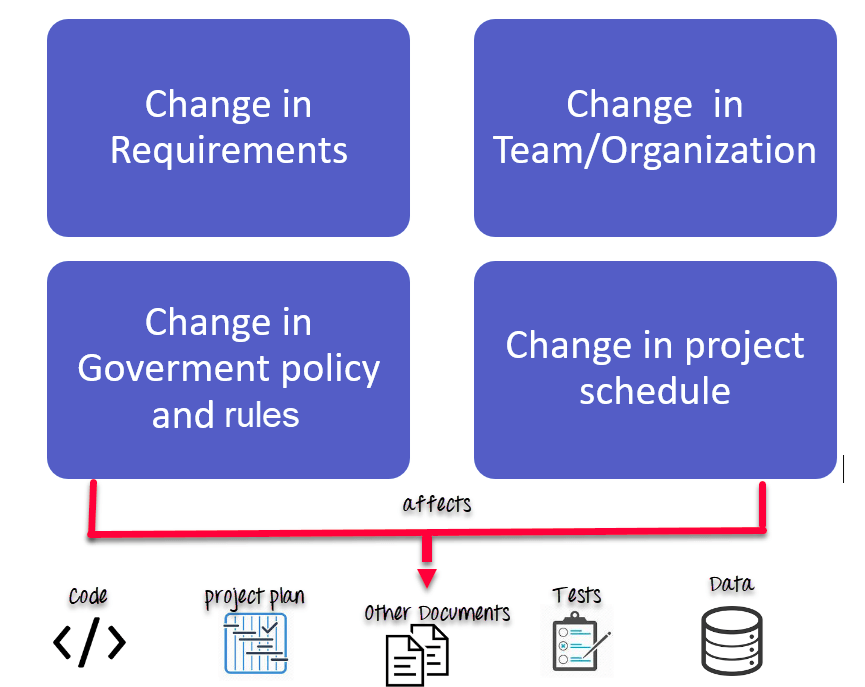 Change in
Requirements
Change in
Team/Organization
Change in
Goverment policy
and rules
Change in project
schedule
affects
Code
project plan
Other Documents
Tests
Data